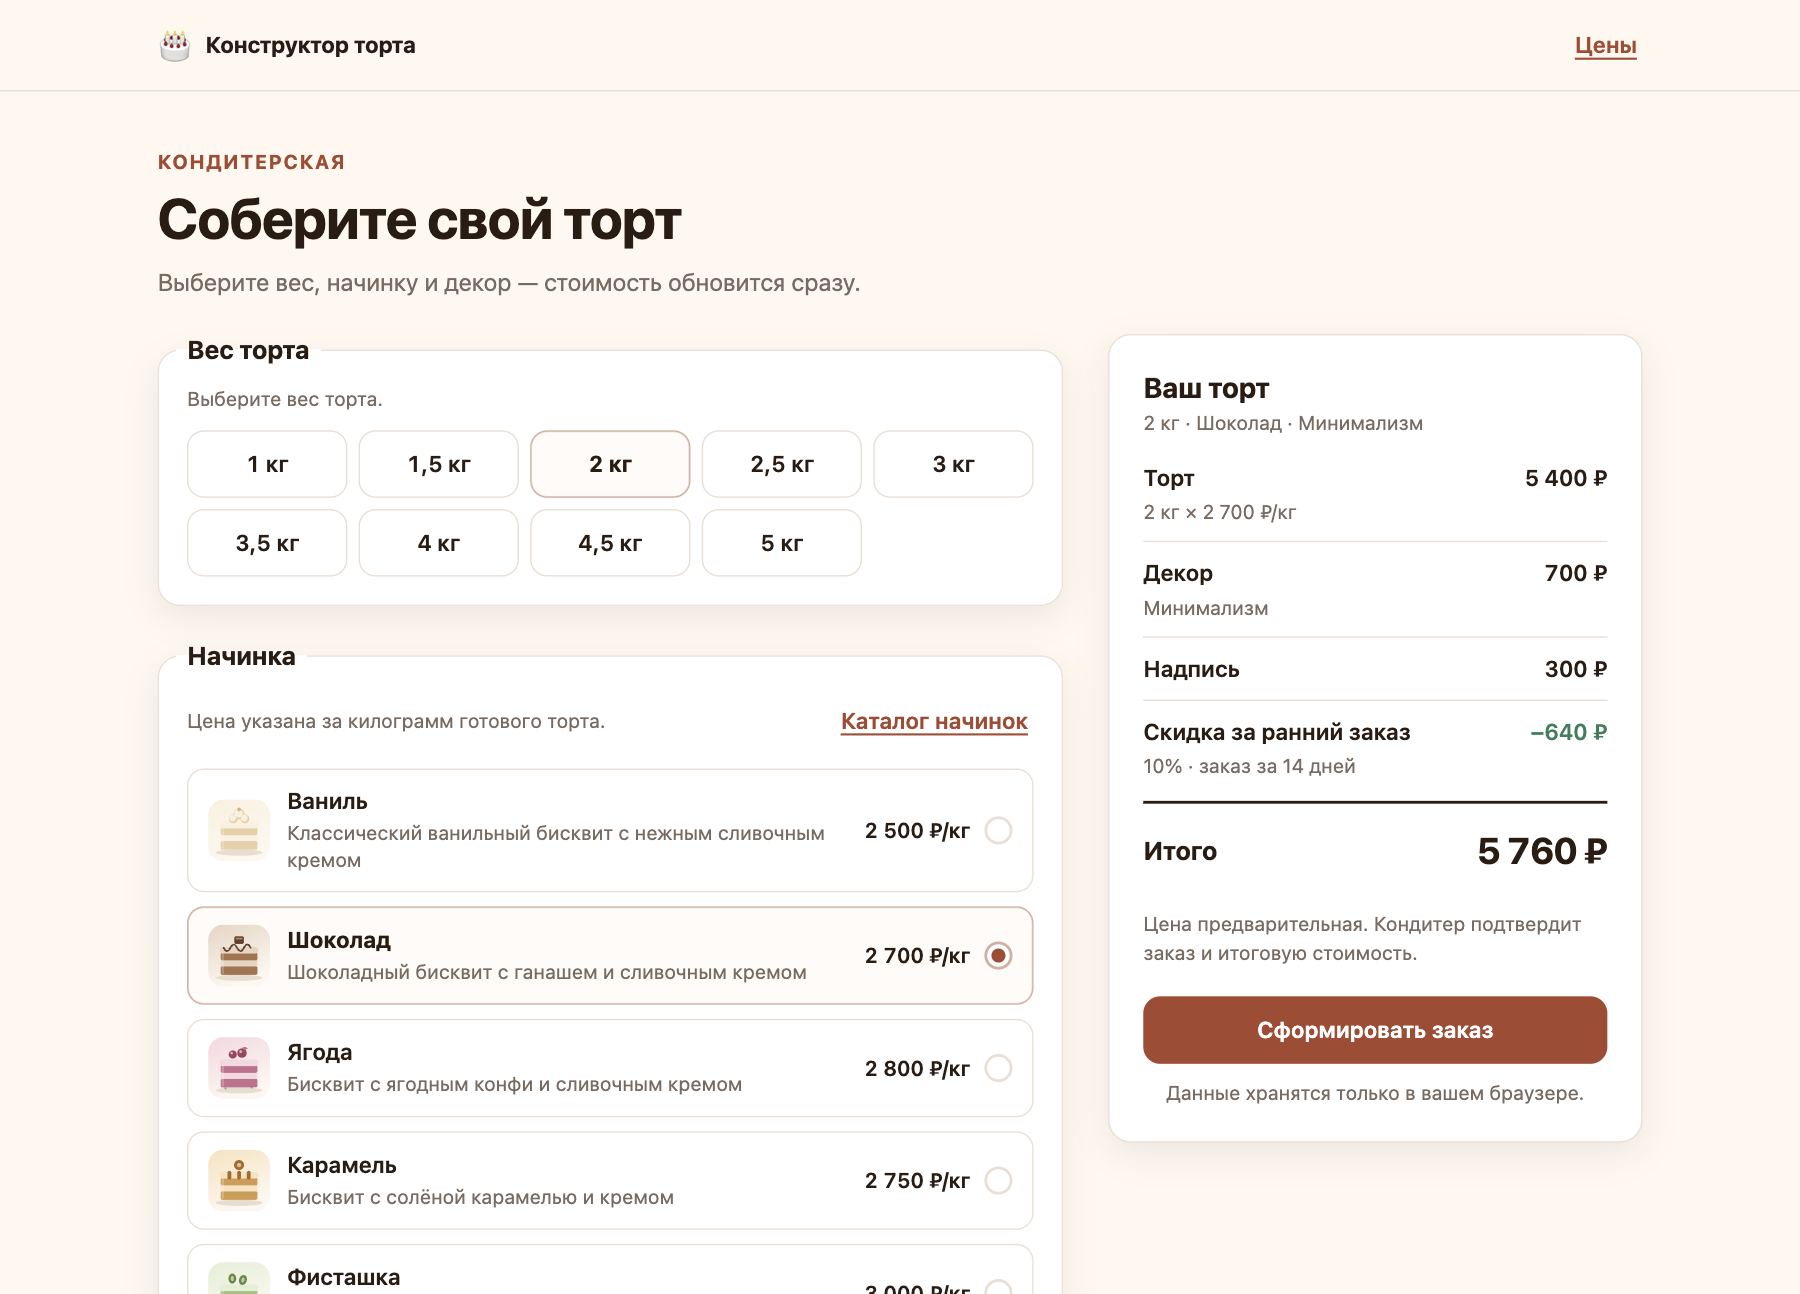 Конструктор торта
Цены
КОНДИТЕРСКАЯ
Соберите свой торт
Выберите вес, начинку и декор — стоимость обновится сразу.
Вес торта
Выберите вес торта.
1 кг
1,5 кг
2 кг
2,5 кг
3 кг
3,5 кг
4 кг
4,5 кг
5 кг
Начинка
Цена указана за килограмм готового торта.
Каталог начинок
Ваниль
Классический ванильный бисквит с нежным сливочным
кремом
2 500 ₽/кг
Шоколад
Шоколадный бисквит с ганашем и сливочным кремом
2 700 ₽/кг
Ягода
Бисквит с ягодным конфи и сливочным кремом
2 800 ₽/кг
Карамель
Бисквит с солёной карамелью и кремом
2 750 ₽/кг
Фисташка
3 000 ₽/кг
Ваш торт
2 кг · Шоколад · Минимализм
Торт
5 400 ₽
2 кг × 2 700 ₽/кг
Декор
700 ₽
Минимализм
Надпись
300 ₽
Скидка за ранний заказ
−640 ₽
10% · заказ за 14 дней
Итого
5 760 ₽
Цена предварительная. Кондитер подтвердит
заказ и итоговую стоимость.
Сформировать заказ
Данные хранятся только в вашем браузере.